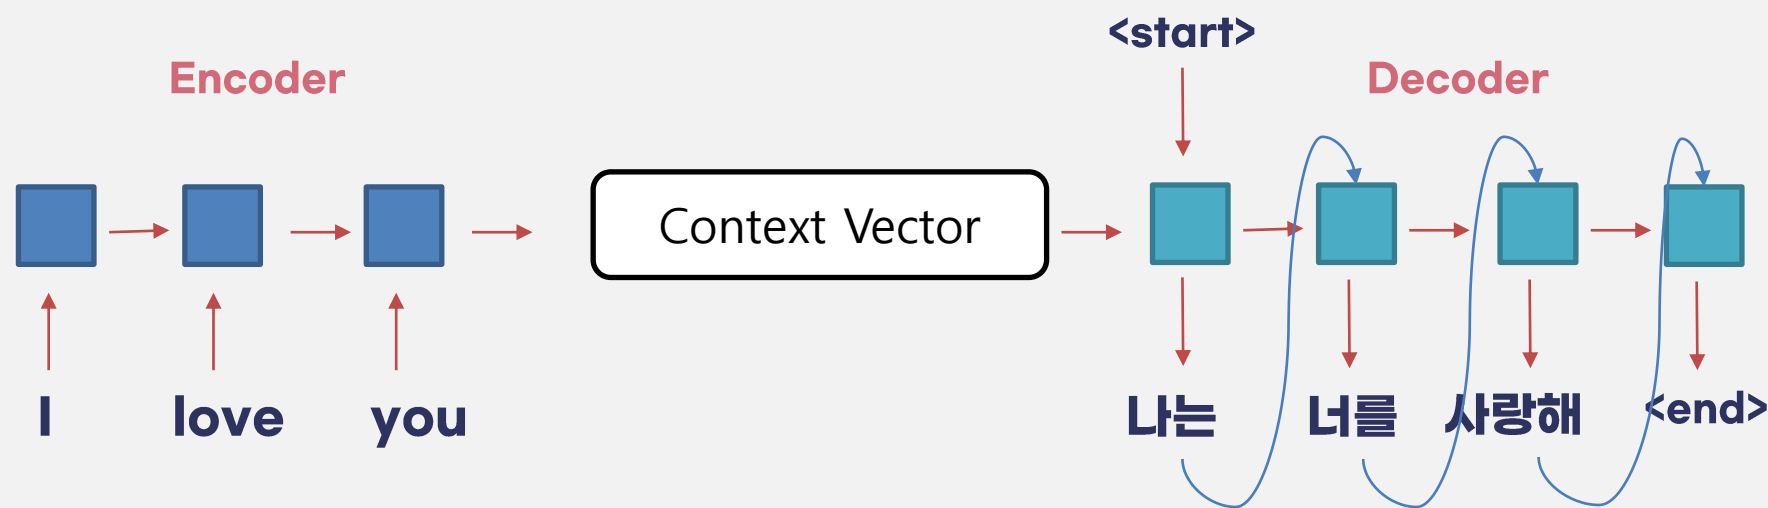 <start>
Encoder
Decoder
Context Vector
I love you
나는 너를 사랑해 <end>